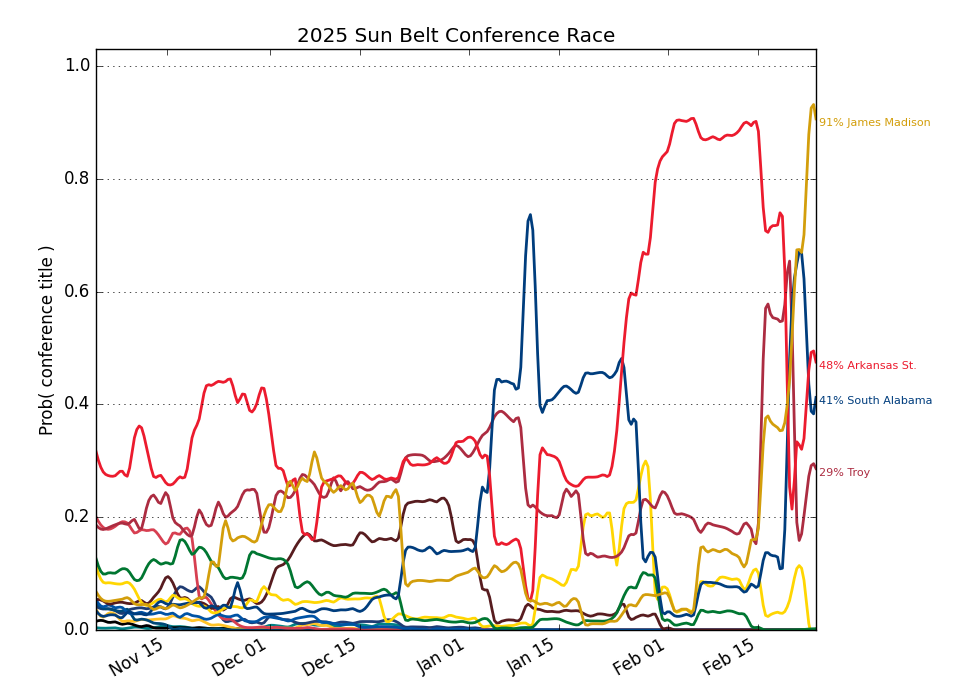 2025 Sun Belt Conference Race
Prob( conference title )
1.0
0.8
0.6
0.4
0.2
0.0
91% James Madison
48% Arkansas St.
41% South Alabama
29% Troy
Nov 15
Dec 01
Dec 15
Jan 01
Jan 15
Feb 01
Feb 15